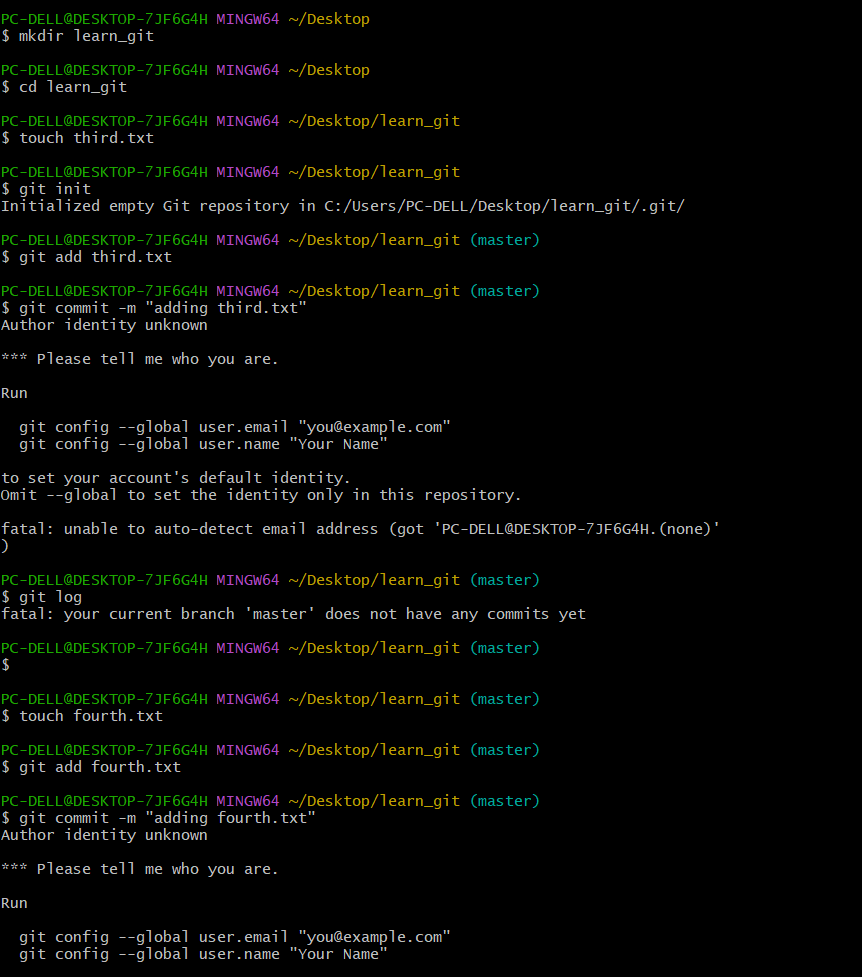 PC-DELL@DESKTOP-7JF6G4H MINGW64 ~/Desktop
$ mkdir learn_git
PC-DELL@DESKTOP-7JF6G4H MINGW64 ~/Desktop
$ cd learn_git
PC-DELL@DESKTOP-7JF6G4H MINGW64 ~/Desktop/learn_git
$ touch third.txt
PC-DELL@DESKTOP-7JF6G4H MINGW64 ~/Desktop/learn_git
$ git init
Initialized empty Git repository in C:/Users/PC-DELL/Desktop/learn_git/.git/
PC-DELL@DESKTOP-7JF6G4H MINGW64 ~/Desktop/learn_git (master)
$ git add third.txt
PC-DELL@DESKTOP-7JF6G4H MINGW64 ~/Desktop/learn_git (master)
$ git commit -m "adding third.txt"
Author identity unknown
*** Please tell me who you are.
Run
git config --global user.email "you@example.com"
git config --global user.name "Your Name"
to set your account's default identity.
Omit --global to set the identity only in this repository.
fatal: unable to auto-detect email address (got 'PC-DELL@DESKTOP-7JF6G4H.(none)'
)
PC-DELL@DESKTOP-7JF6G4H MINGW64 ~/Desktop/learn_git (master)
$ git log
fatal: your current branch 'master' does not have any commits yet
PC-DELL@DESKTOP-7JF6G4H MINGW64 ~/Desktop/learn_git (master)
$
PC-DELL@DESKTOP-7JF6G4H MINGW64 ~/Desktop/learn_git (master)
$ touch fourth.txt
PC-DELL@DESKTOP-7JF6G4H MINGW64 ~/Desktop/learn_git (master)
$ git add fourth.txt
PC-DELL@DESKTOP-7JF6G4H MINGW64 ~/Desktop/learn_git (master)
$ git commit -m "adding fourth.txt"
Author identity unknown
*** Please tell me who you are.
Run
git config --global user.email "you@example.com"
git config --global user.name "Your Name"